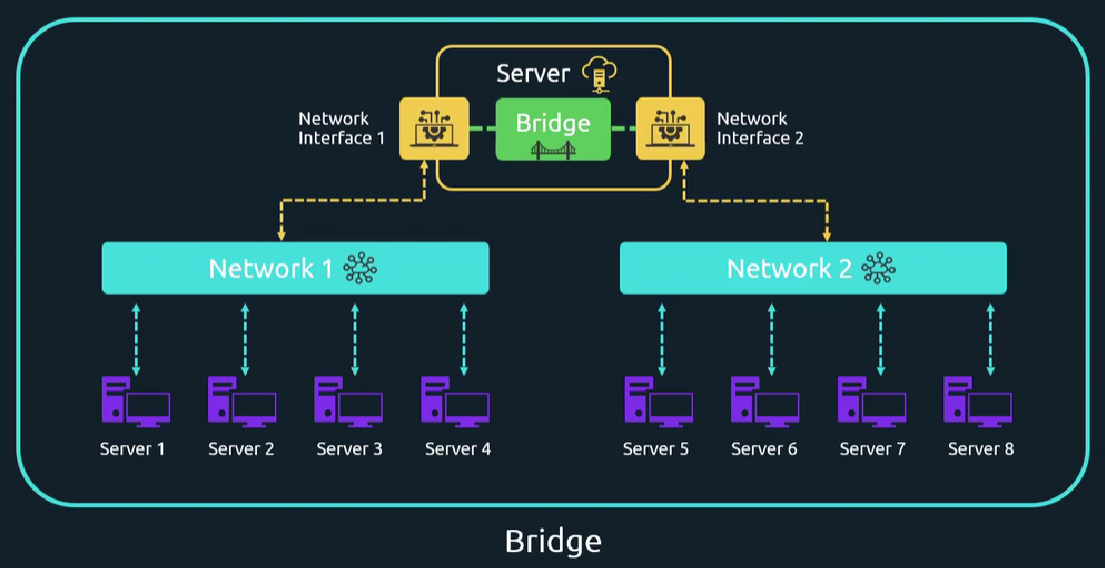 Server
Network
Interface 1
Bridge
Network
Interface 2
Network 1
Network 2
Server 1
Server 2
Server 3
Server 4
Server 5
Server 6
Server 7
Server 8
Bridge